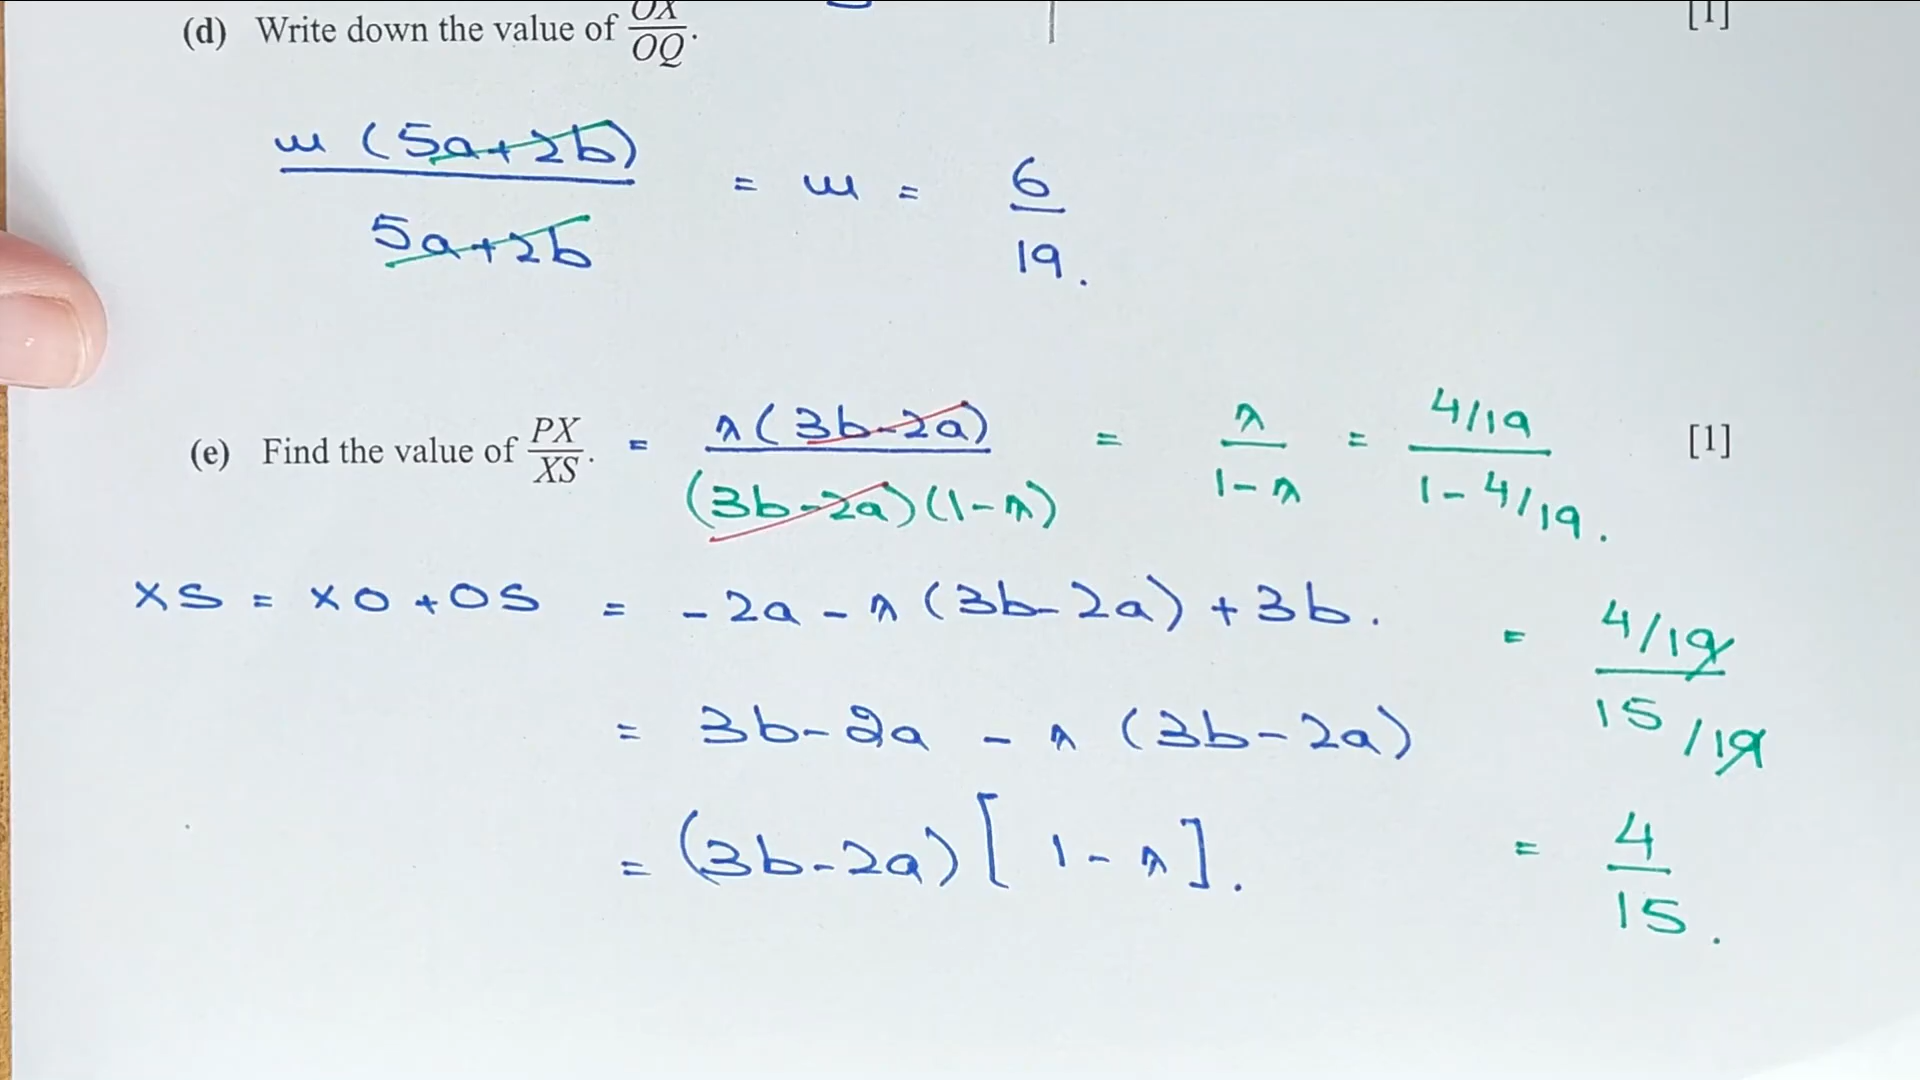 (d) Write down the value of OX/OQ. [1]
μ (5a+2b) / 5a+2b = μ = 6/19.
(e) Find the value of PX/XS. = λ(3b-2a) / (3b-2a)(1-λ) = λ / 1-λ = 4/19 / 1-4/19. [1]
XS = XO + OS = -2a - λ(3b-2a) + 3b.
= 4/19 / 15/19
= 3b-2a - λ (3b-2a)
= (3b-2a) [1-λ].
= 4/15.